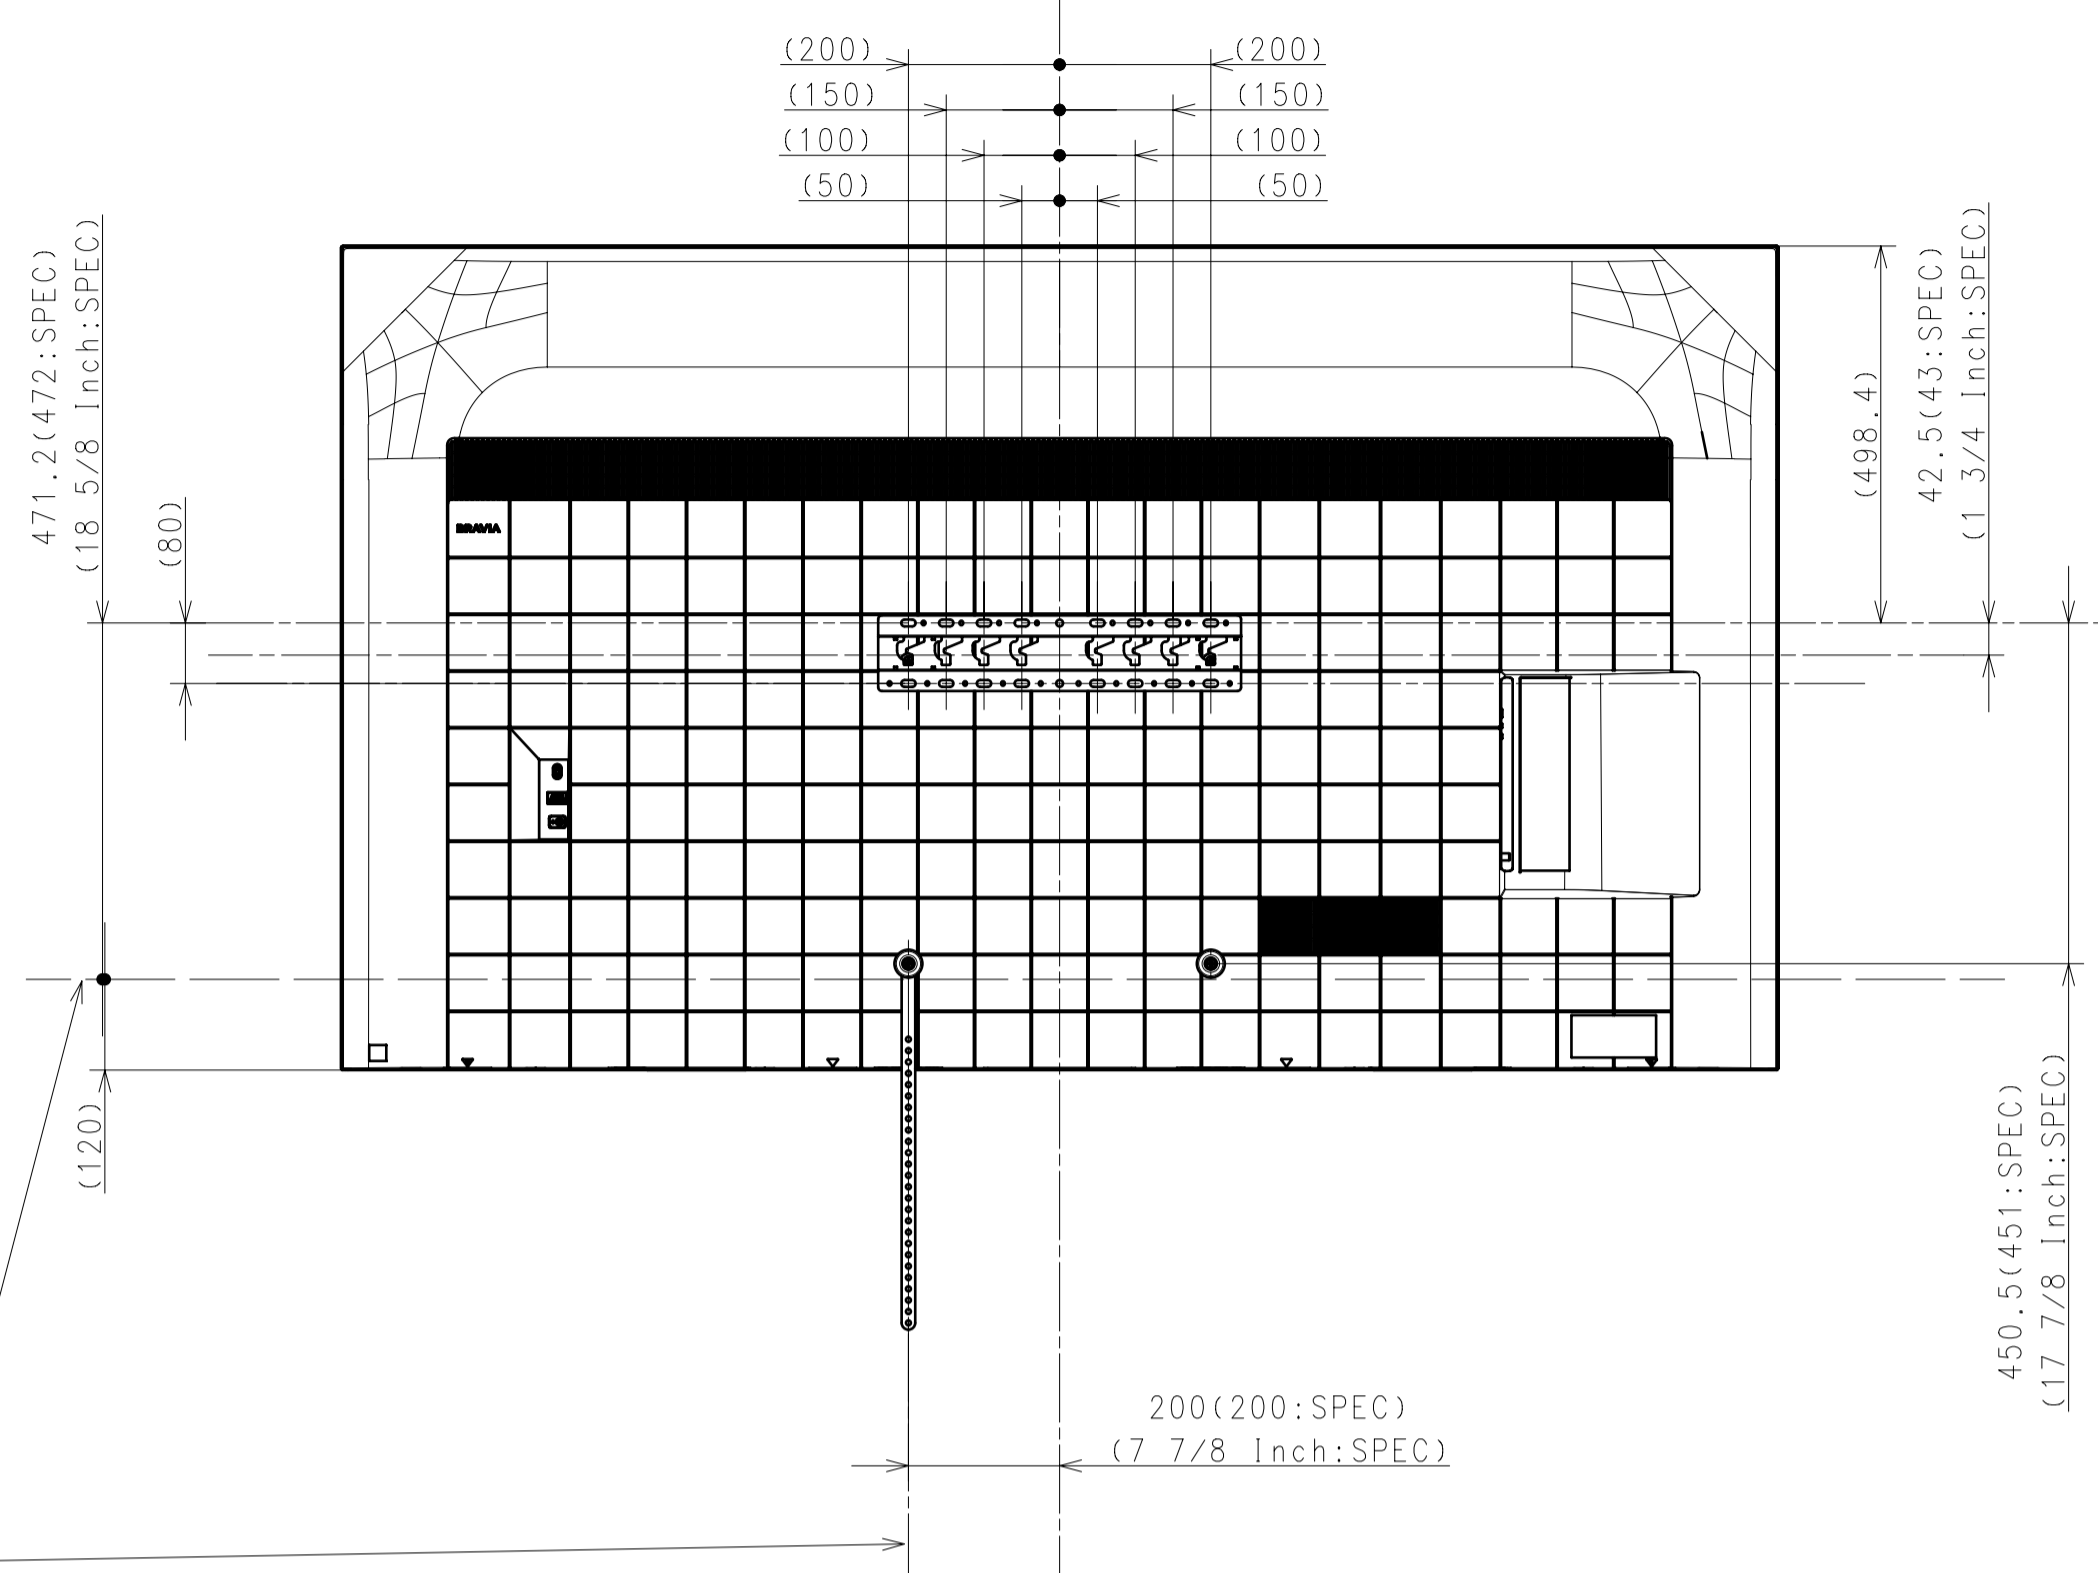 (200)
(200)
(150)
(150)
(100)
(100)
(50)
(50)
471.2(472:SPEC)
(18 5/8 Inch:SPEC)
(80)
(498.4)
42.5(43:SPEC)
(1 3/4 Inch:SPEC)
BRAVIA
(120)
450.5(451:SPEC)
(17 7/8 Inch:SPEC)
200(200:SPEC)
(7 7/8 Inch:SPEC)